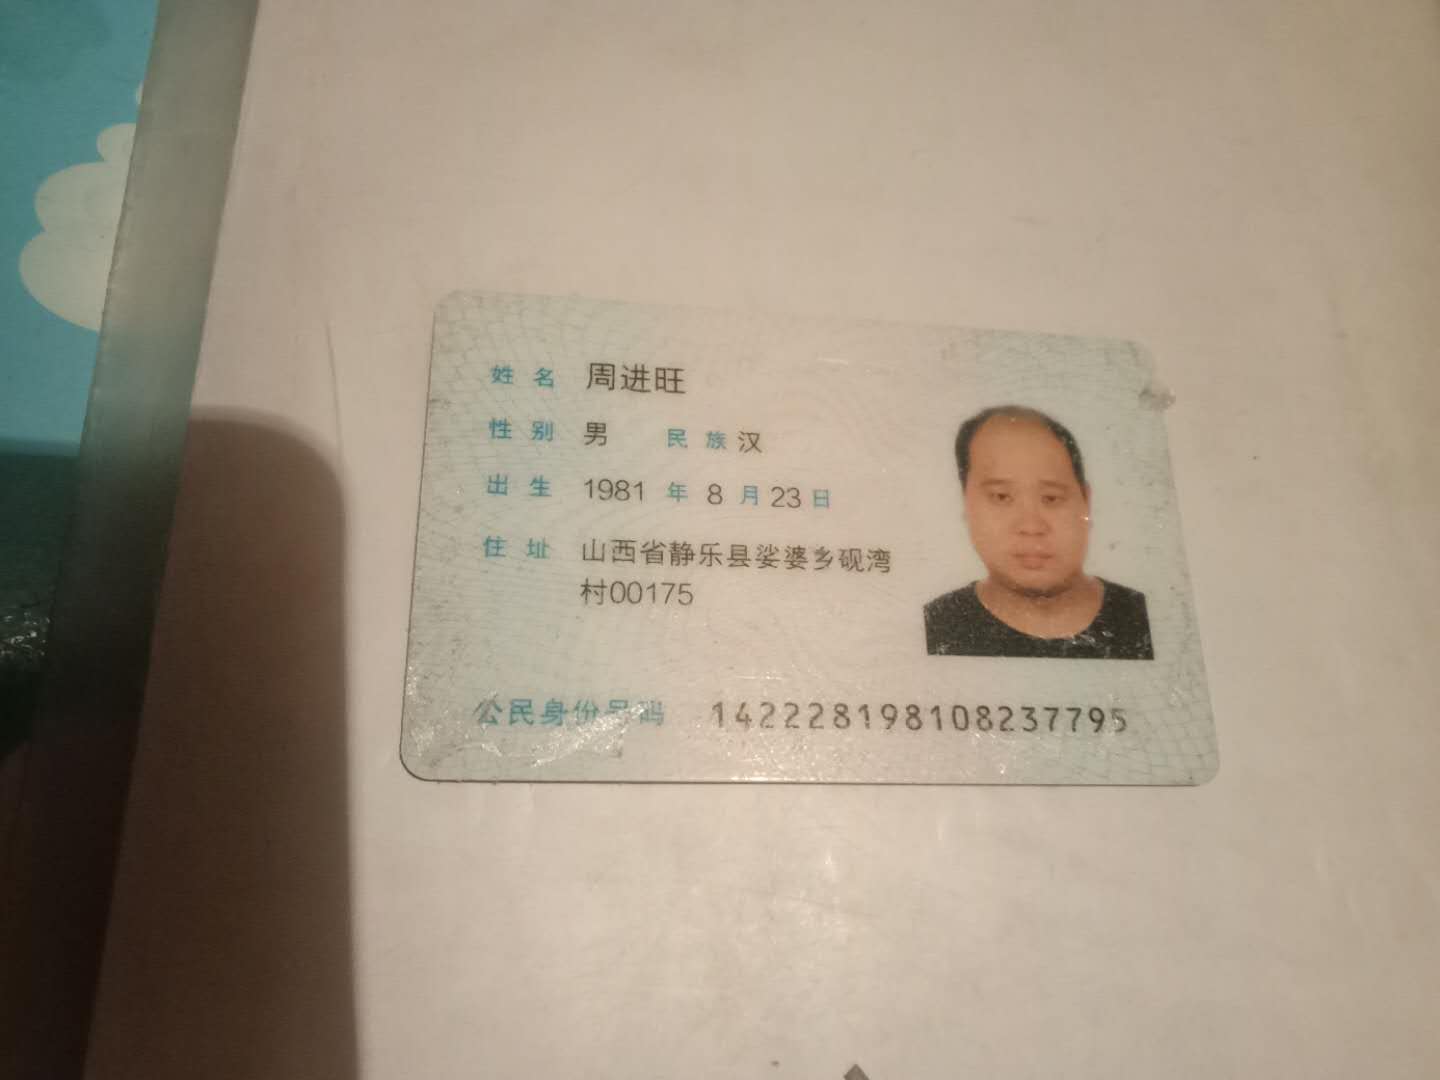 姓名 周进旺
性别 男 民族 汉
出生 1981 年 8 月 23 日
住址 山西省静乐县娑婆乡砚湾
村00175
公民身份号码 142228198108237795